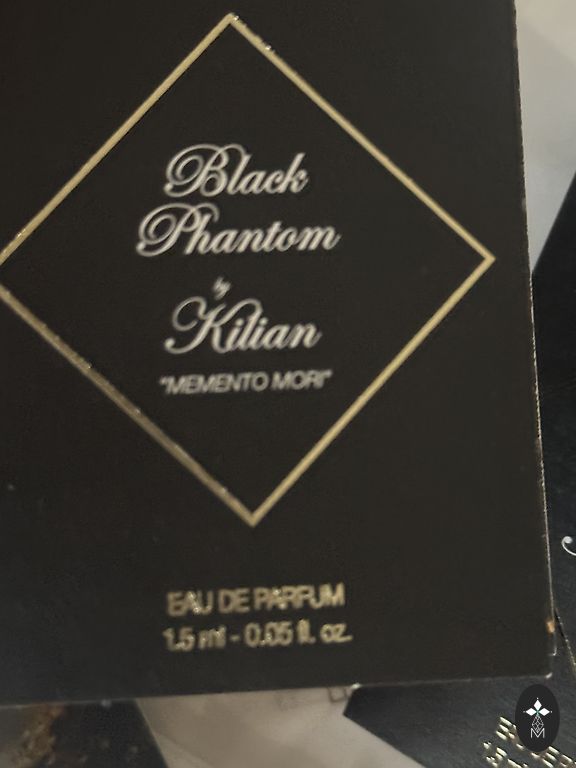 Black
Phantom
by
Kilian
"MEMENTO MORI"
EAU DE PARFUM
1.5 ml - 0.05 fl. oz.